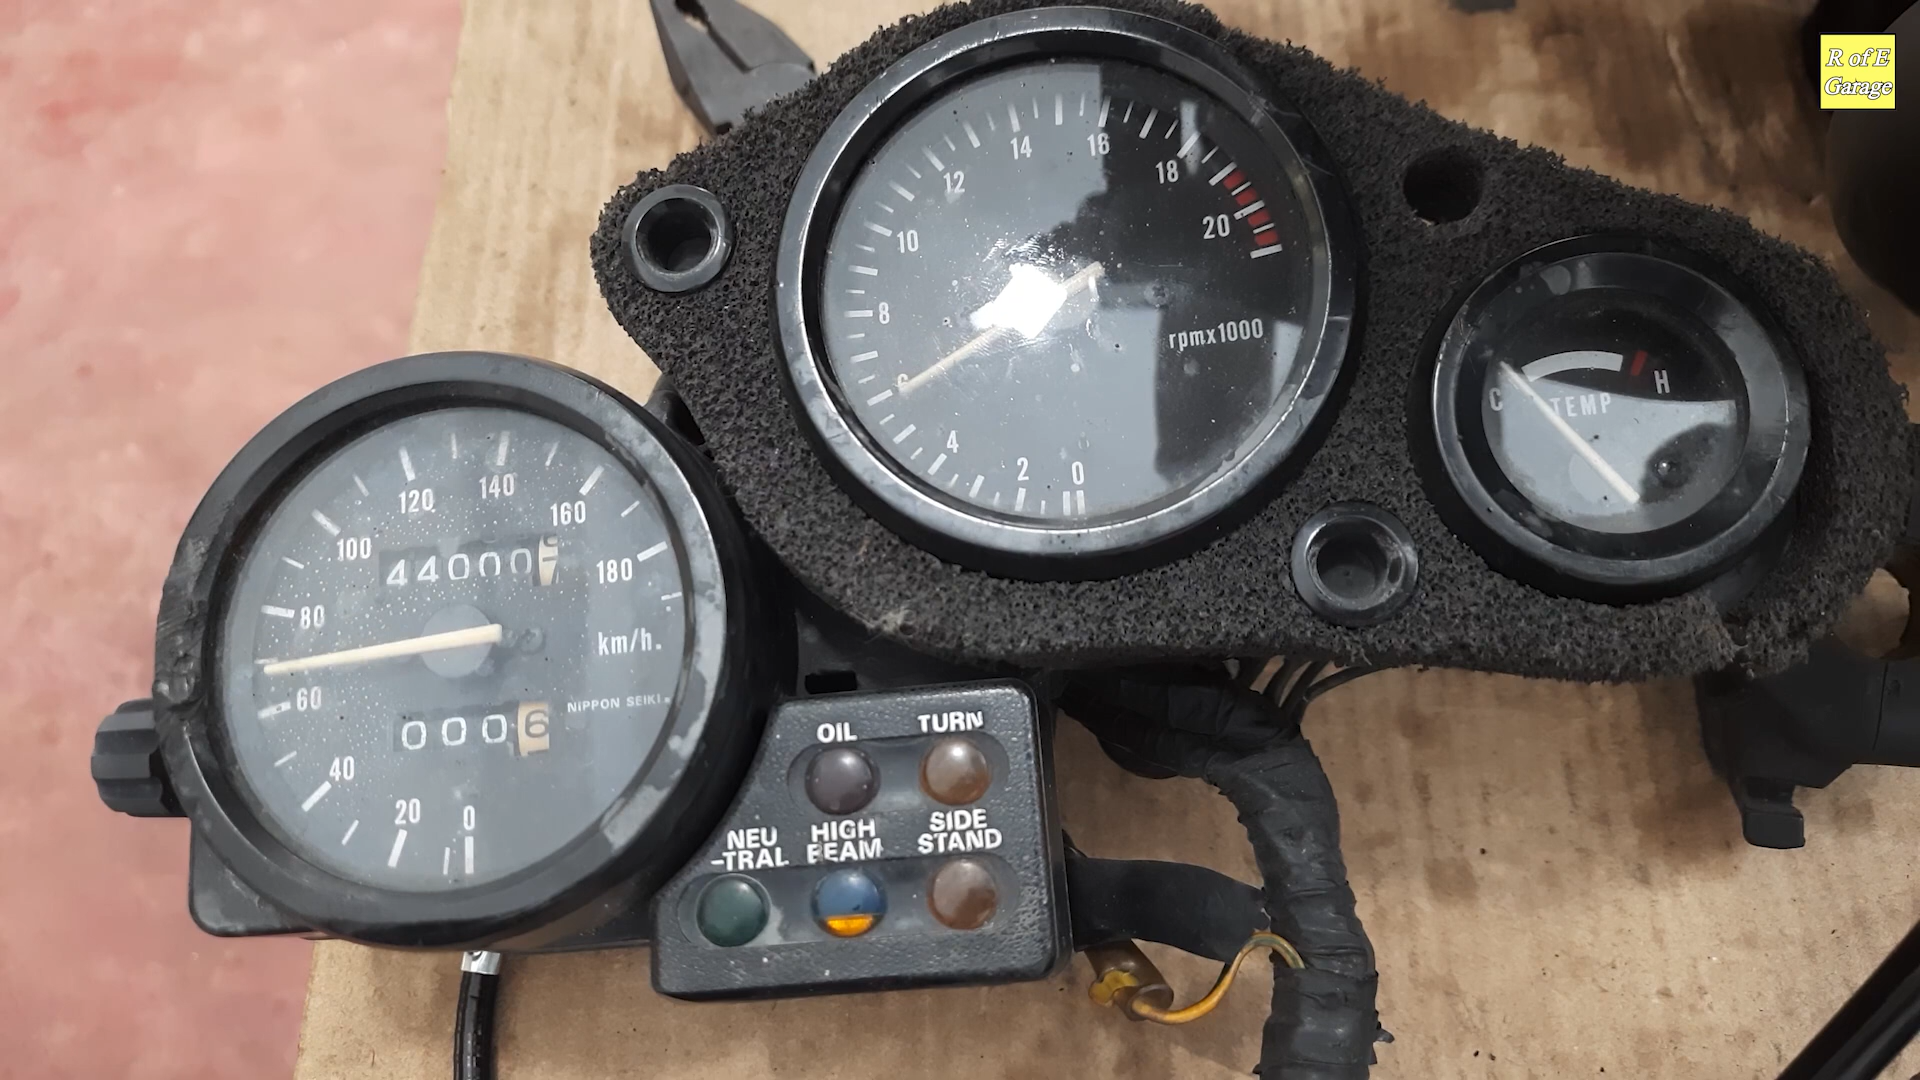 R of E
Garage
0
2
4
6
8
10
12
14
16
18
20
rpmx1000
C
TEMP
H
0
20
40
60
80
100
120
140
160
180
44000
km/h.
NIPPON SEIKI.
0006
OIL
TURN
NEU
-TRAL
HIGH
BEAM
SIDE
STAND